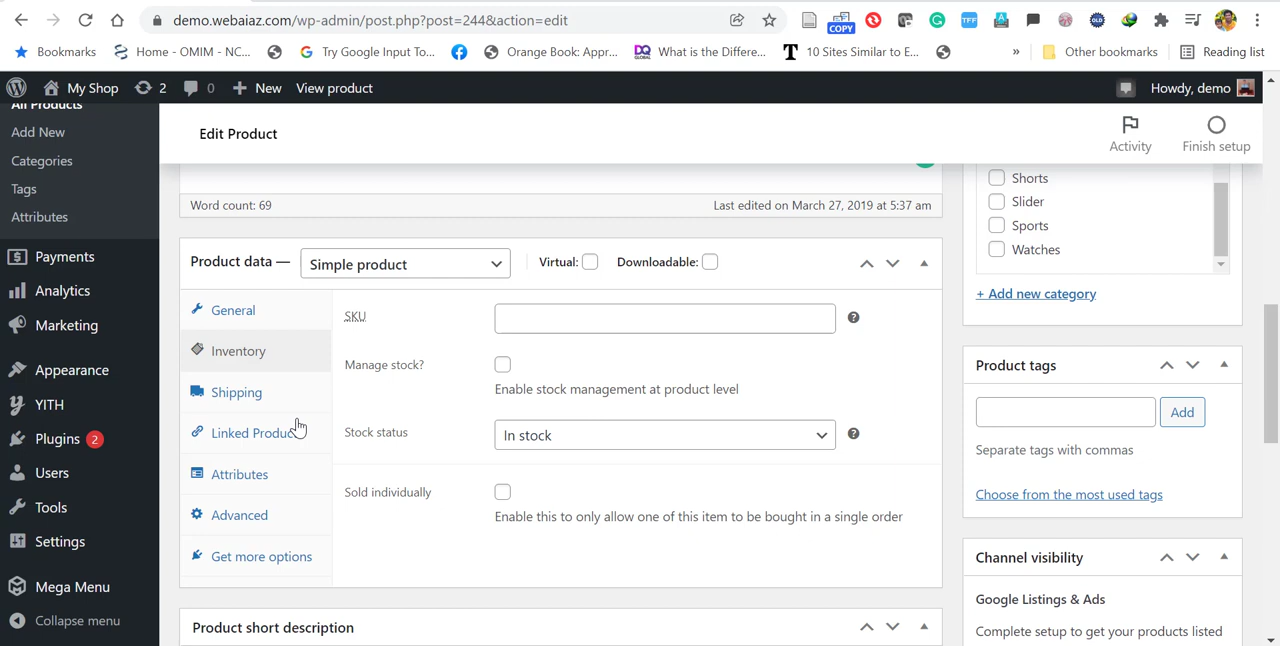 demo.webaiaz.com/wp-admin/post.php?post=244&action=edit
COPY
TFF
A
OLD
Bookmarks
Home - OMIM - NC...
Try Google Input To...
Orange Book: Appr...
DQ GLOBAL
What is the Differe...
T
10 Sites Similar to E...
»
Other bookmarks
Reading list
My Shop
2
0
New
View product
Howdy, demo
All Products
Add New
Categories
Tags
Attributes
Payments
Analytics
Marketing
Appearance
YITH
Plugins 2
Users
Tools
Settings
Mega Menu
Collapse menu
Edit Product
Activity
Finish setup
Word count: 69
Last edited on March 27, 2019 at 5:37 am
Product data —
Simple product
Virtual:
Downloadable:
General
Inventory
Shipping
Linked Produc
Attributes
Advanced
Get more options
SKU
Manage stock?
Enable stock management at product level
Stock status
In stock
Sold individually
Enable this to only allow one of this item to be bought in a single order
Product short description
Shorts
Slider
Sports
Watches
+ Add new category
Product tags
Add
Separate tags with commas
Choose from the most used tags
Channel visibility
Google Listings & Ads
Complete setup to get your products listed